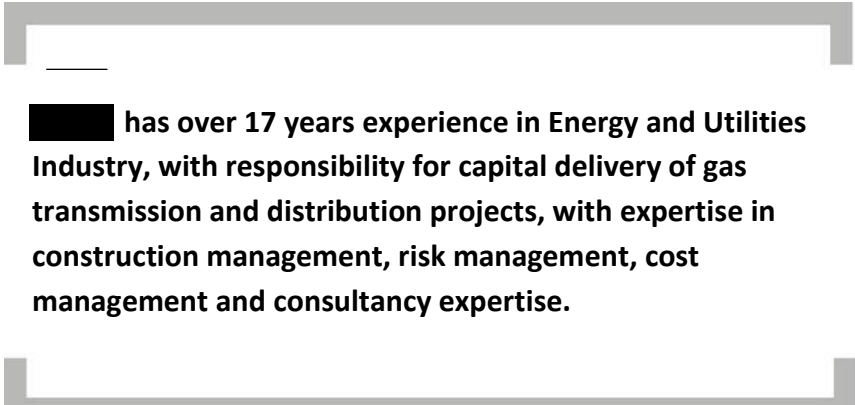 has over 17 years experience in Energy and Utilities
Industry, with responsibility for capital delivery of gas
transmission and distribution projects, with expertise in
construction management, risk management, cost
management and consultancy expertise.